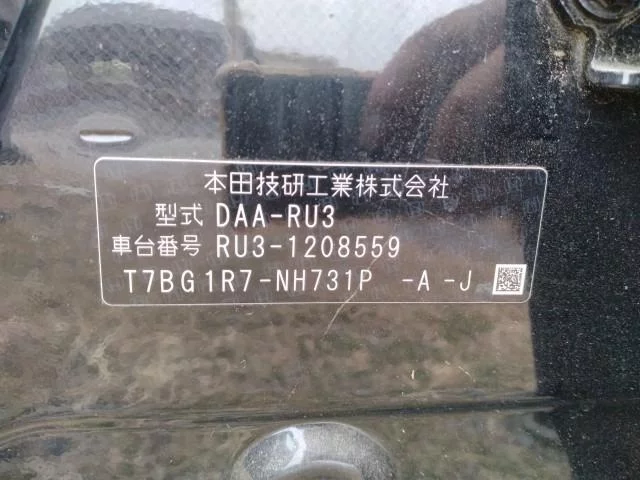 本田技研工業株式会社
型式 DAA-RU3
車台番号 RU3-1208559
T7BG1R7-NH731P -A -J